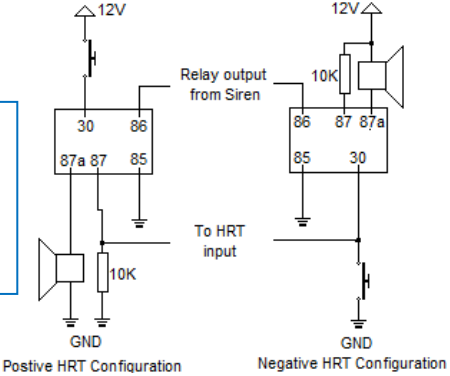 12V
12V
Relay output
from Siren
10K
30
86
87a 87
85
86
87
87a
85
30
To HRT
input
10K
GND
GND
Postive HRT Configuration
Negative HRT Configuration